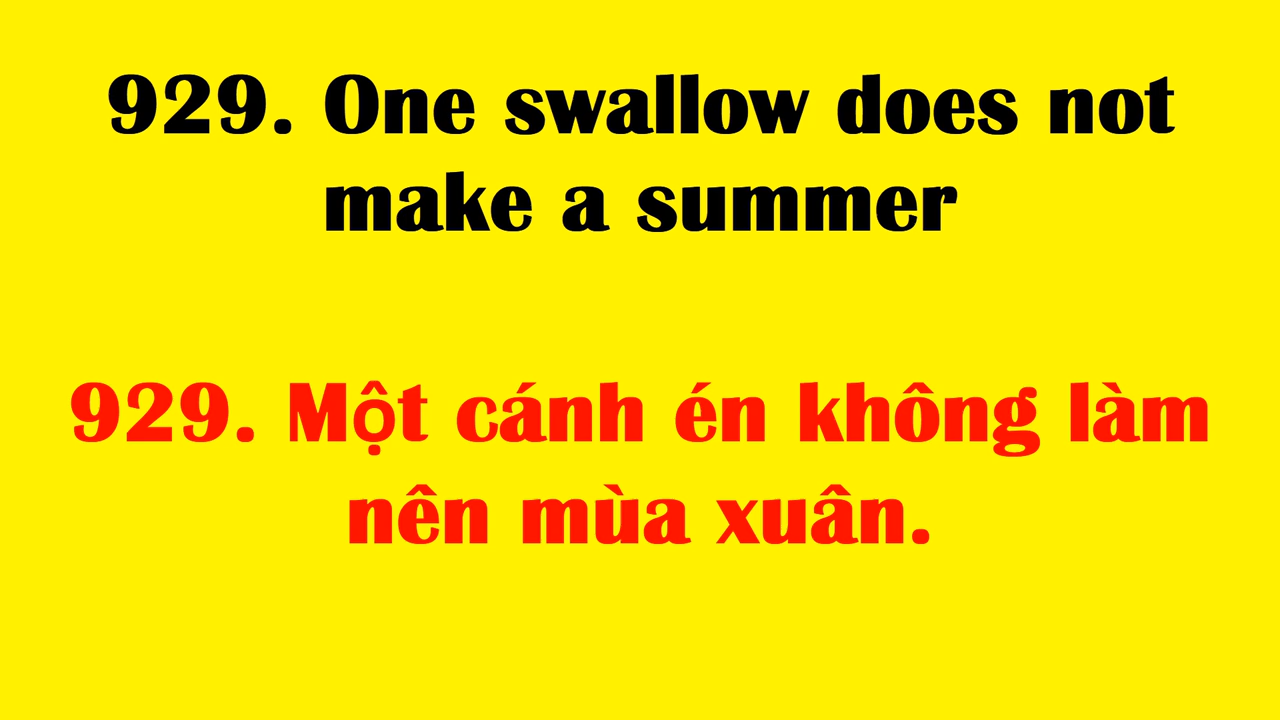 929. One swallow does not
make a summer
929. Một cánh én không làm
nên mùa xuân.